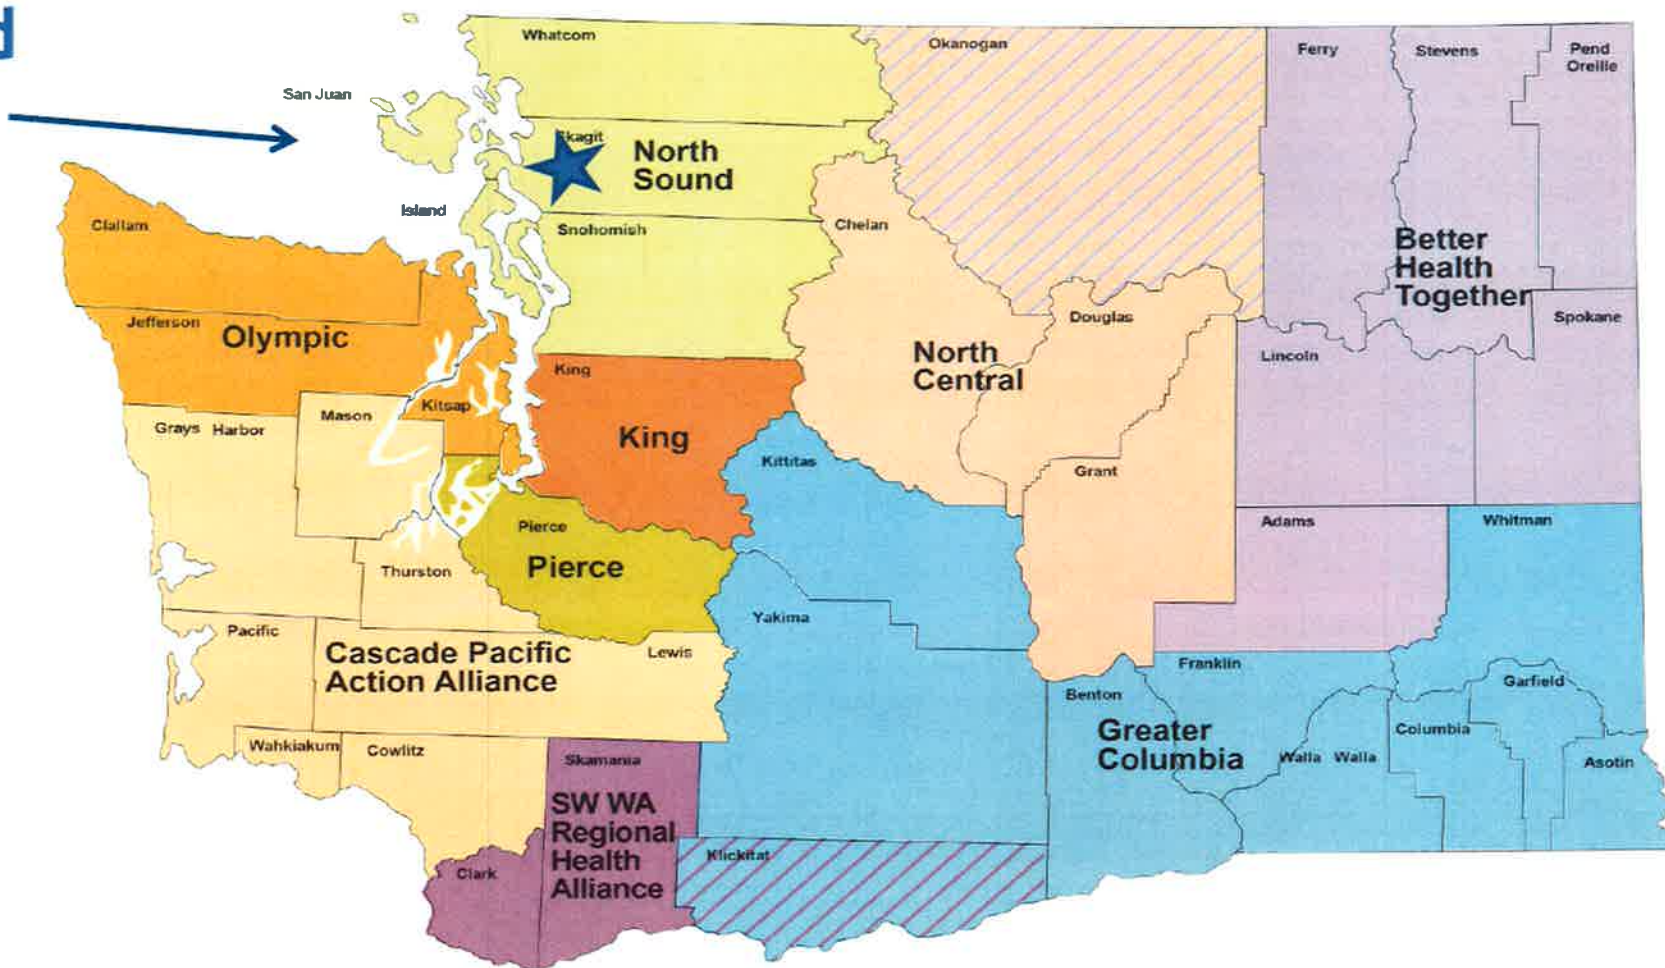 d
Whatcom
Okanogan
Ferry
Stevens
Pend
Oreille
San Juan
Skagit
North
Sound
Island
Clallam
Snohomish
Chelan
Better
Health
Together
Jefferson
Olympic
Douglas
Spokane
North
Central
Lincoln
King
Kitsap
Mason
Grays Harbor
King
Kittitas
Grant
Pierce
Adams
Whitman
Pierce
Thurston
Yakima
Pacific
Cascade Pacific
Action Alliance
Lewis
Franklin
Garfield
Benton
Greater
Columbia
Columbia
Walla Walla
Asotin
Wahkiakum
Cowlitz
Skamania
SW WA
Regional
Health
Alliance
Klickitat
Clark